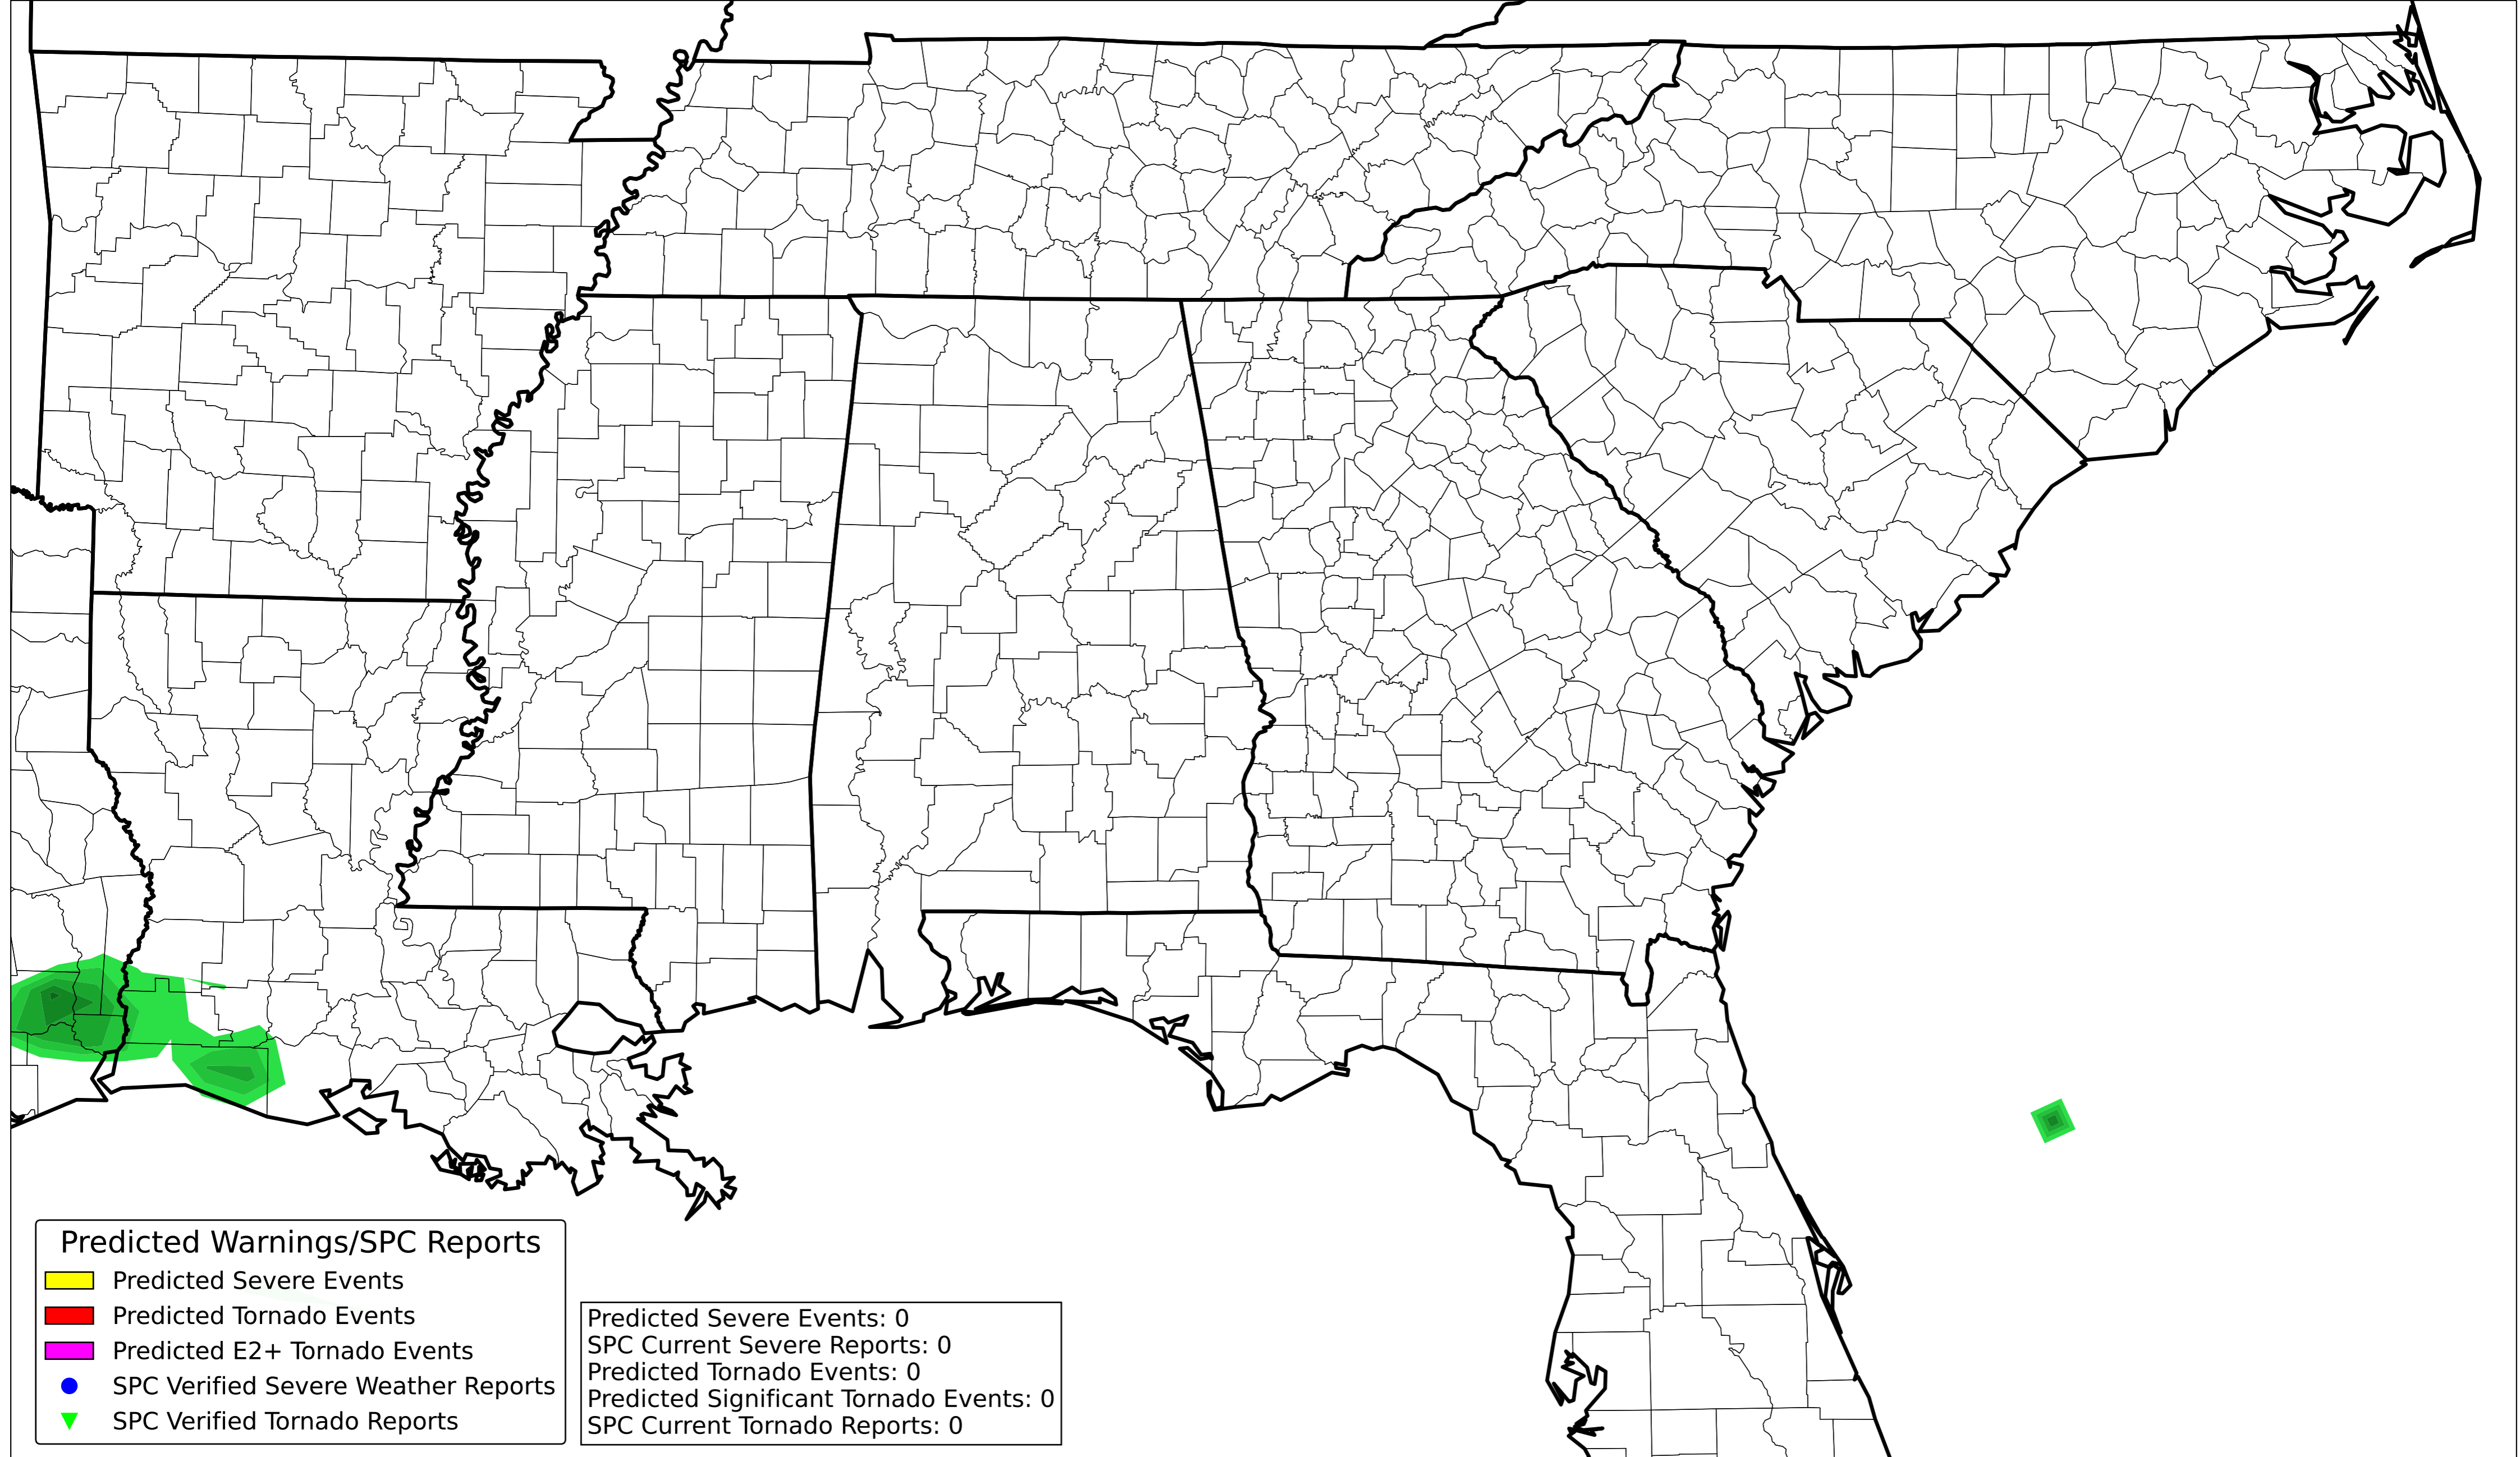 Predicted Warnings/SPC Reports
Predicted Severe Events
Predicted Tornado Events
Predicted E2+ Tornado Events
SPC Verified Severe Weather Reports
SPC Verified Tornado Reports
Predicted Severe Events: 0
SPC Current Severe Reports: 0
Predicted Tornado Events: 0
Predicted Significant Tornado Events: 0
SPC Current Tornado Reports: 0